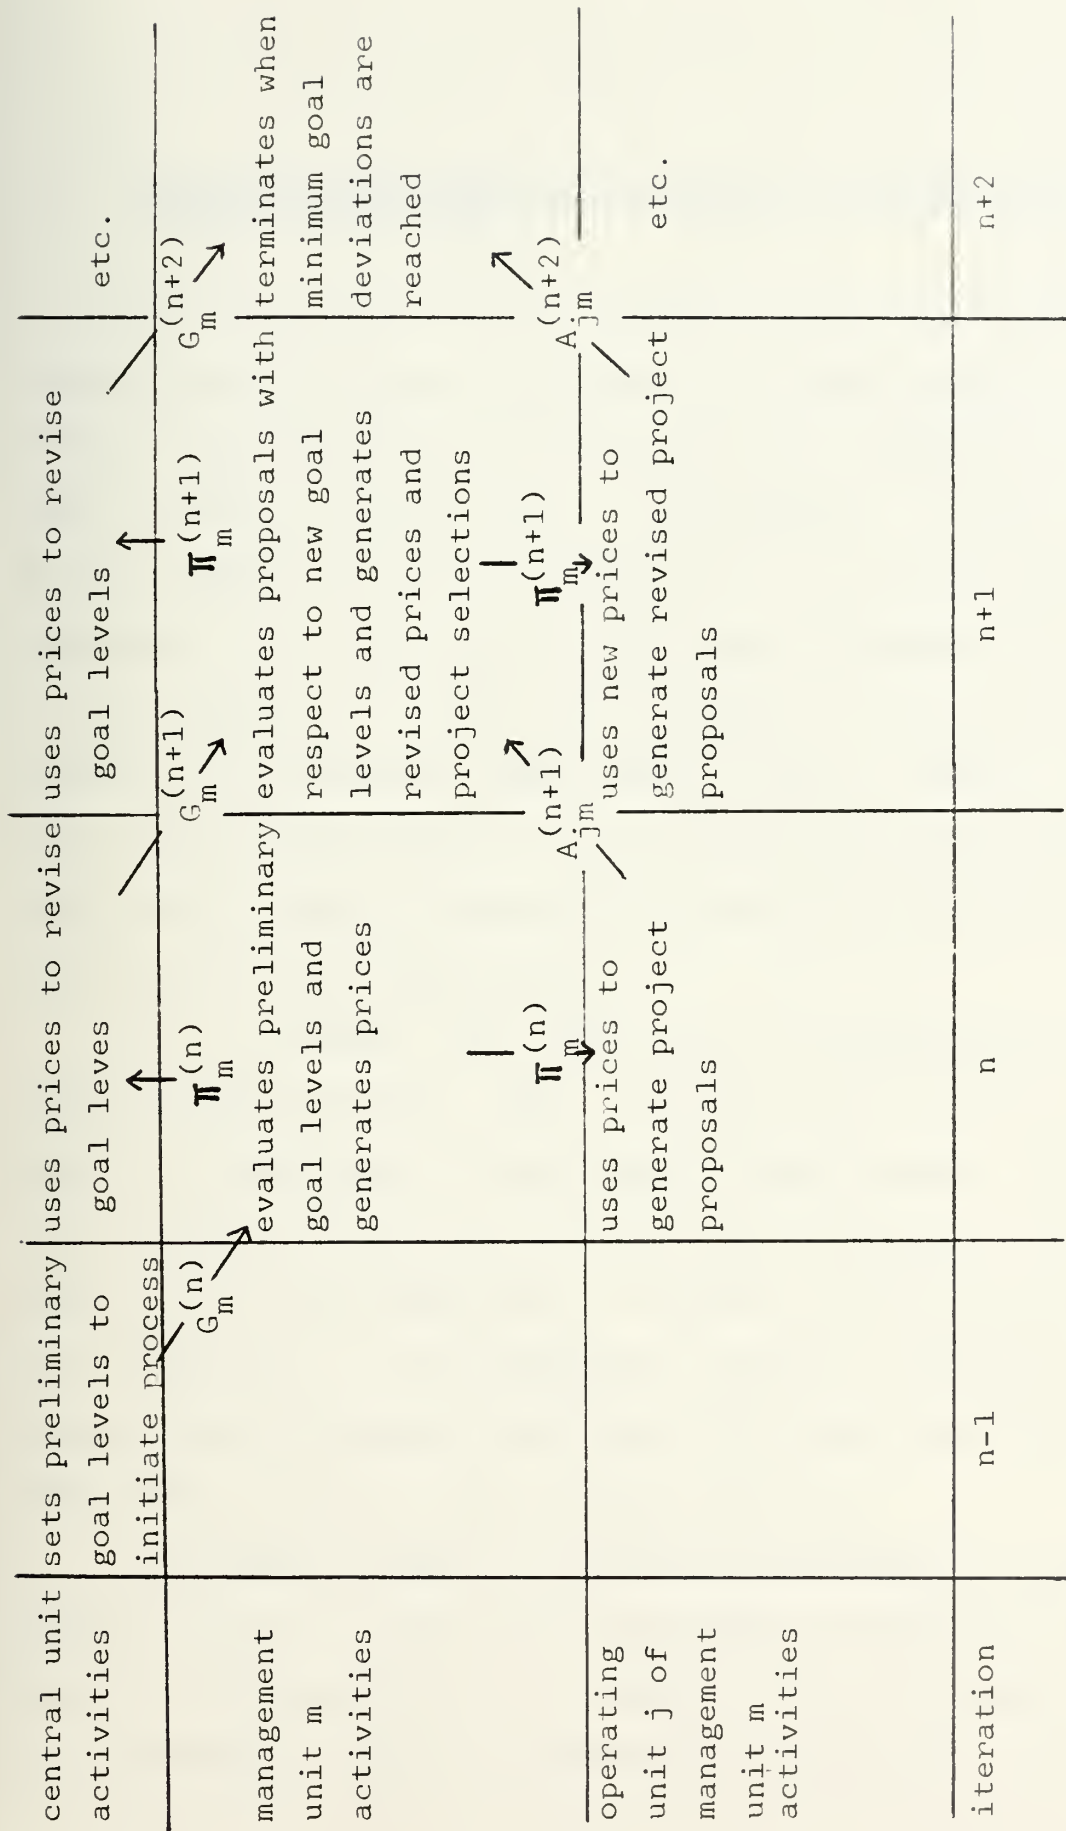 central unit
activities
sets preliminary
goal levels to
initiate process
uses prices to revise
goal leves
uses prices to revise
goal levels
etc.
G_m^(n)
π_m^(n)
G_m^(n+1)
π_m^(n+1)
G_m^(n+2)
management
unit m
activities
evaluates preliminary
goal levels and
generates prices
evaluates proposals with
respect to new goal
levels and generates
revised prices and
project selections
terminates when
minimum goal
deviations are
reached
π_m^(n)
A_jm^(n+1)
π_m^(n+1)
A_jm^(n+2)
operating
unit j of
management
unit m
activities
uses prices to
generate project
proposals
uses new prices to
generate revised project
proposals
etc.
iteration
n-1
n
n+1
n+2